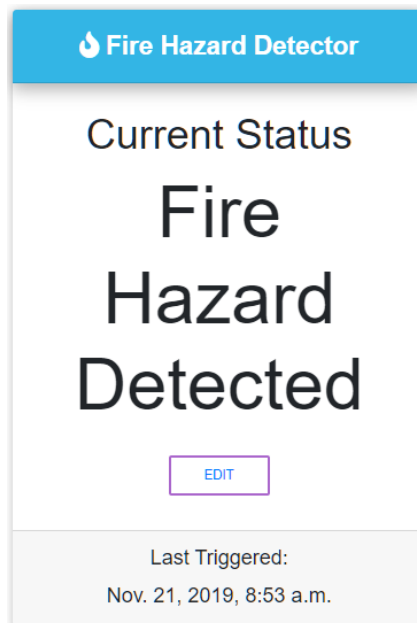 Fire Hazard Detector
Current Status
Fire
Hazard
Detected
EDIT
Last Triggered:
Nov. 21, 2019, 8:53 a.m.